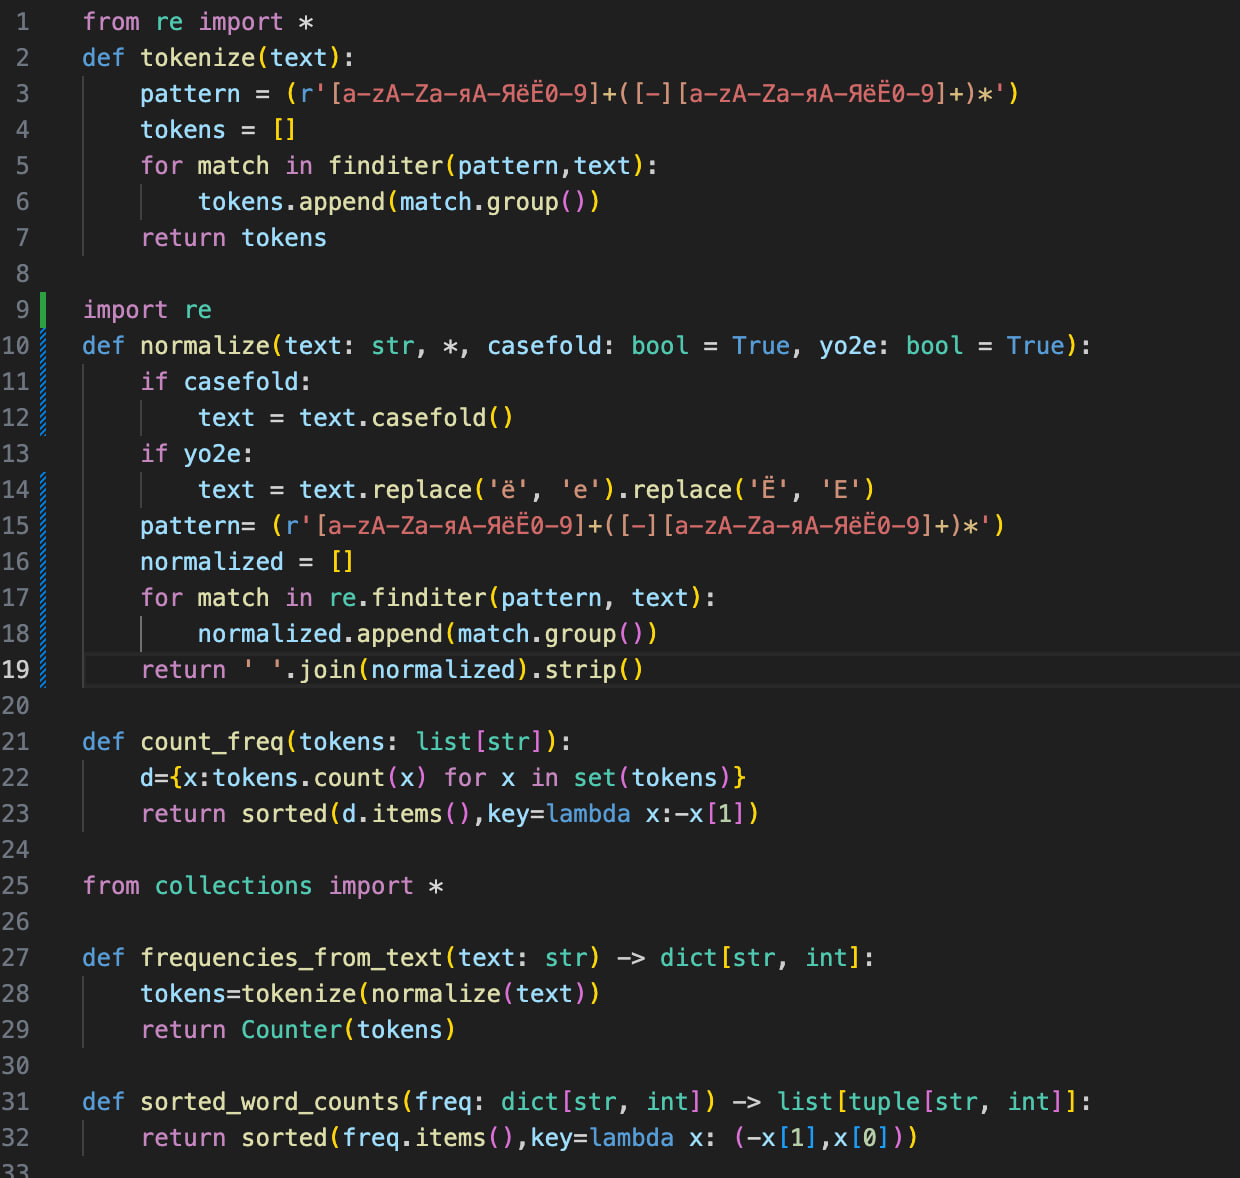 1 from re import *
2 def tokenize(text):
3     pattern = (r'[a-zA-Zа-яА-ЯёЁ0-9]+([-][a-zA-Zа-яА-ЯёЁ0-9]+)*')
4     tokens = []
5     for match in finditer(pattern,text):
6         tokens.append(match.group())
7     return tokens
8
9 import re
10 def normalize(text: str, *, casefold: bool = True, yo2e: bool = True):
11     if casefold:
12         text = text.casefold()
13     if yo2e:
14         text = text.replace('ё', 'е').replace('Ё', 'Е')
15     pattern= (r'[a-zA-Zа-яА-ЯёЁ0-9]+([-][a-zA-Zа-яА-ЯёЁ0-9]+)*')
16     normalized = []
17     for match in re.finditer(pattern, text):
18         normalized.append(match.group())
19     return ' '.join(normalized).strip()
20
21 def count_freq(tokens: list[str]):
22     d={x:tokens.count(x) for x in set(tokens)}
23     return sorted(d.items(),key=lambda x:-x[1])
24
25 from collections import *
26
27 def frequencies_from_text(text: str) -> dict[str, int]:
28     tokens=tokenize(normalize(text))
29     return Counter(tokens)
30
31 def sorted_word_counts(freq: dict[str, int]) -> list[tuple[str, int]]:
32     return sorted(freq.items(),key=lambda x: (-x[1],x[0]))
33